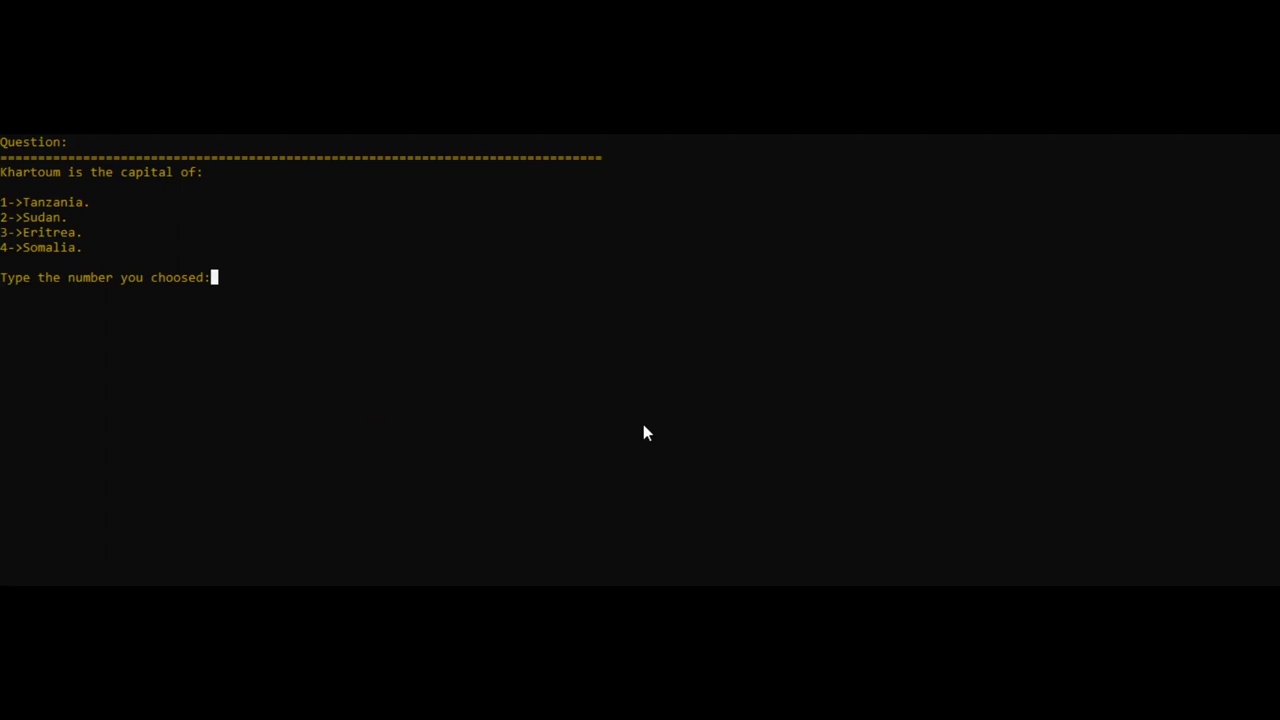 Question:
================================================================================
Khartoum is the capital of:
1->Tanzania.
2->Sudan.
3->Eritrea.
4->Somalia.
Type the number you choosed: